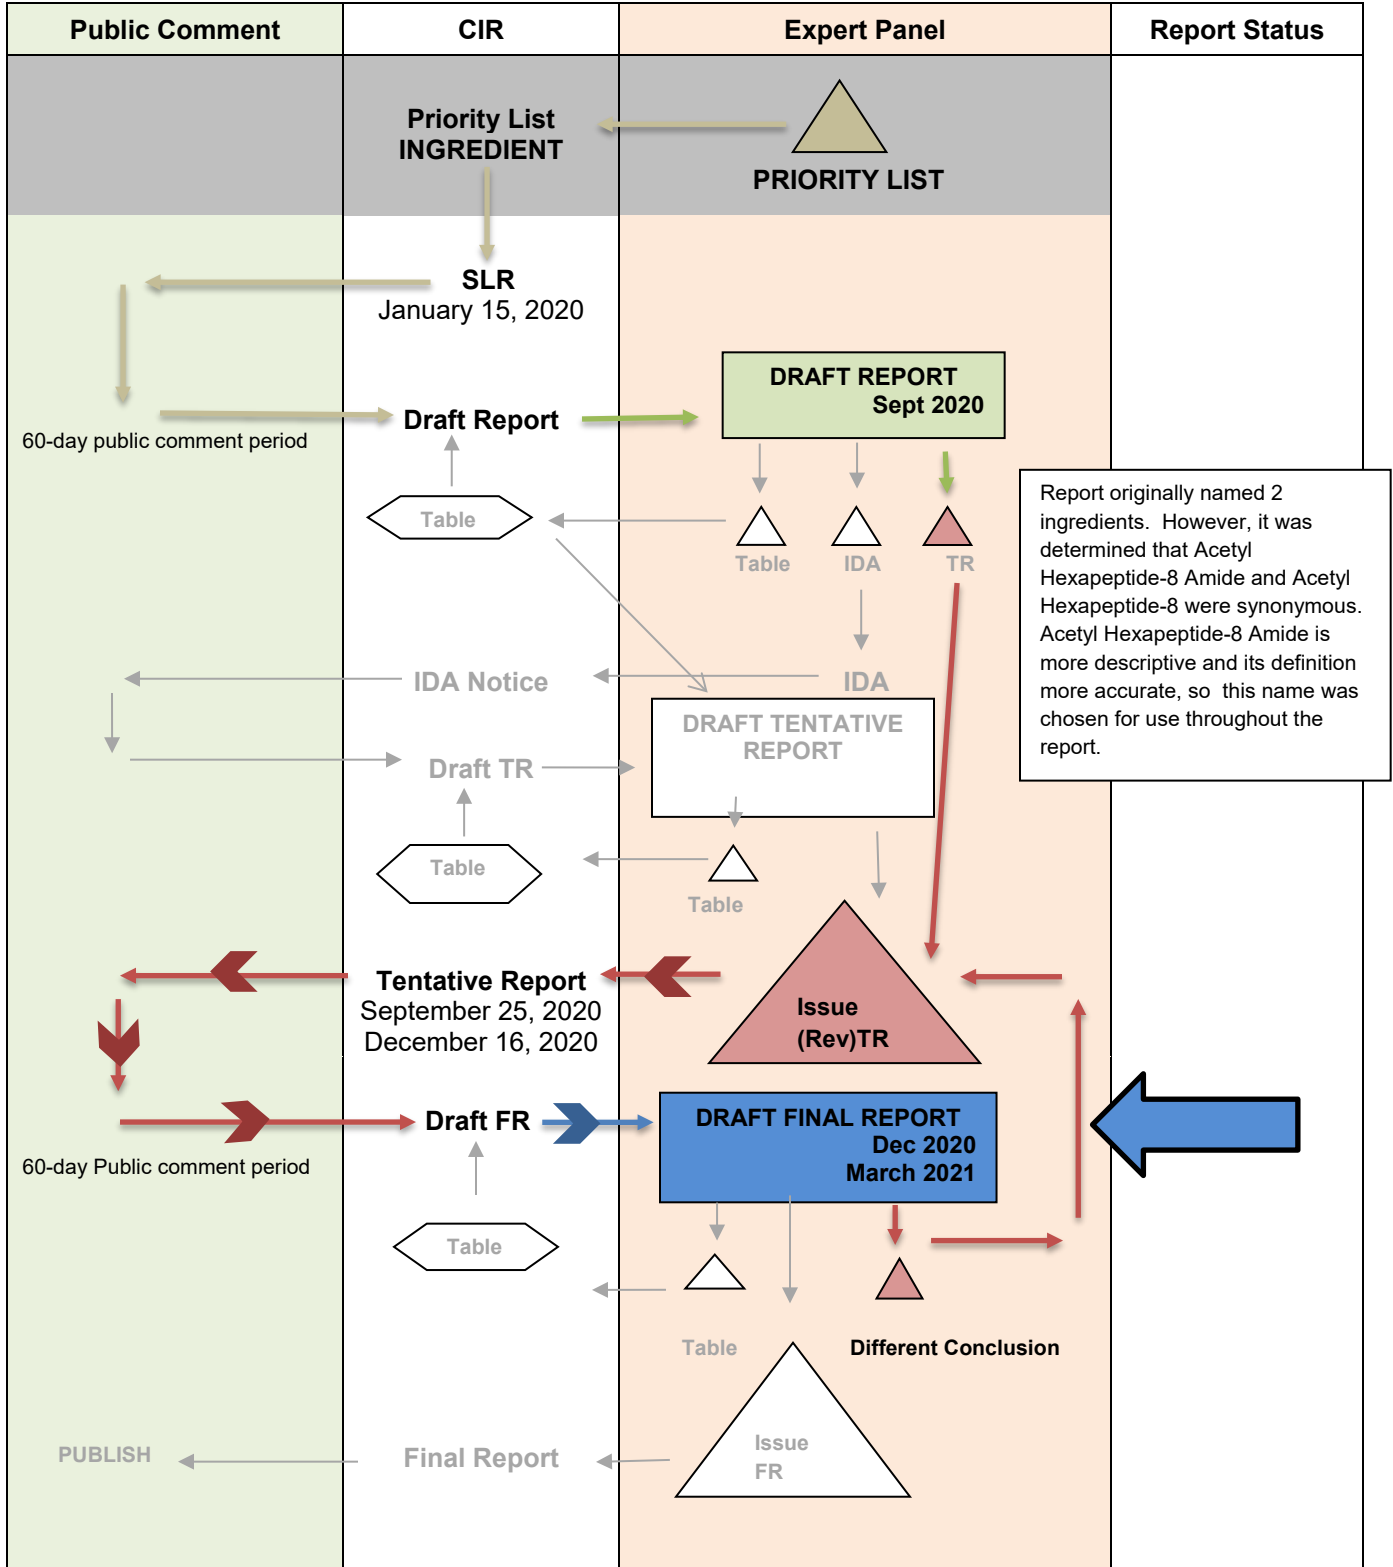 Public Comment
CIR
Expert Panel
Report Status
Priority List
INGREDIENT
PRIORITY LIST
SLR
January 15, 2020
60-day public comment period
Draft Report
DRAFT REPORT
Sept 2020
Table
Table
IDA
TR
Report originally named 2
ingredients.  However, it was
determined that Acetyl
Hexapeptide-8 Amide and Acetyl
Hexapeptide-8 were synonymous.
Acetyl Hexapeptide-8 Amide is
more descriptive and its definition
more accurate, so  this name was
chosen for use throughout the
report.
IDA Notice
IDA
DRAFT TENTATIVE
REPORT
Draft TR
Table
Table
Tentative Report
September 25, 2020
December 16, 2020
Issue
(Rev)TR
60-day Public comment period
Draft FR
DRAFT FINAL REPORT
Dec 2020
March 2021
Table
Table
Different Conclusion
PUBLISH
Final Report
Issue
FR